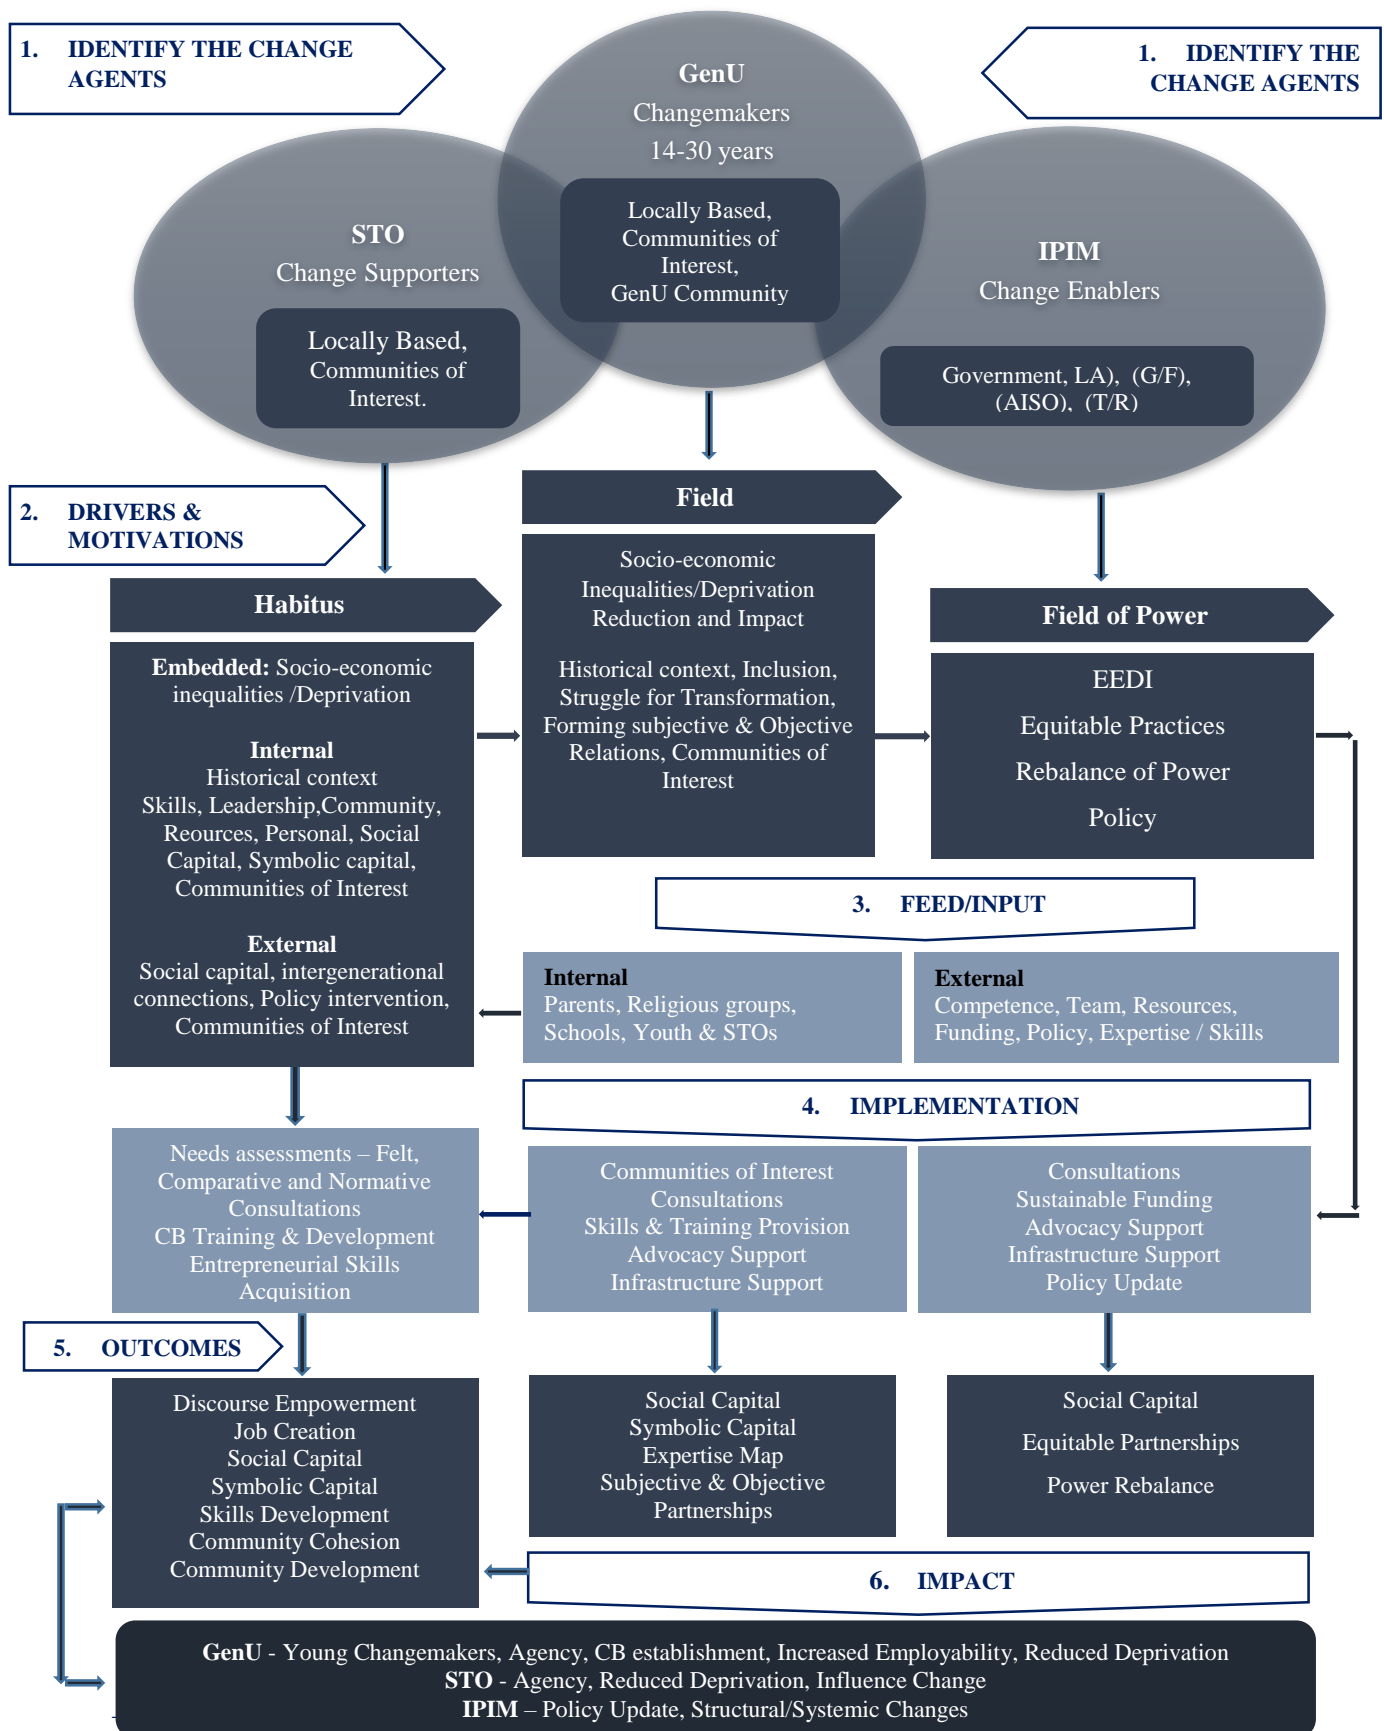 1. IDENTIFY THE CHANGE
AGENTS
GenU
Changemakers
14-30 years
Locally Based,
Communities of
Interest,
GenU Community
1. IDENTIFY THE
CHANGE AGENTS
STO
Change Supporters
Locally Based,
Communities of
Interest.
IPIM
Change Enablers
Government, LA), (G/F),
(AISO), (T/R)
2. DRIVERS &
MOTIVATIONS
Habitus
Embedded: Socio-economic
inequalities /Deprivation
Internal
Historical context
Skills, Leadership,Community,
Reources, Personal, Social
Capital, Symbolic capital,
Communities of Interest
External
Social capital, intergenerational
connections, Policy intervention,
Communities of Interest
Field
Socio-economic
Inequalities/Deprivation
Reduction and Impact
Historical context, Inclusion,
Struggle for Transformation,
Forming subjective & Objective
Relations, Communities of
Interest
Field of Power
EEDI
Equitable Practices
Rebalance of Power
Policy
3. FEED/INPUT
Internal
Parents, Religious groups,
Schools, Youth & STOs
External
Competence, Team, Resources,
Funding, Policy, Expertise / Skills
4. IMPLEMENTATION
Needs assessments – Felt,
Comparative and Normative
Consultations
CB Training & Development
Entrepreneurial Skills
Acquisition
Communities of Interest
Consultations
Skills & Training Provision
Advocacy Support
Infrastructure Support
Consultations
Sustainable Funding
Advocacy Support
Infrastructure Support
Policy Update
5. OUTCOMES
Discourse Empowerment
Job Creation
Social Capital
Symbolic Capital
Skills Development
Community Cohesion
Community Development
Social Capital
Symbolic Capital
Expertise Map
Subjective & Objective
Partnerships
Social Capital
Equitable Partnerships
Power Rebalance
6. IMPACT
GenU - Young Changemakers, Agency, CB establishment, Increased Employability, Reduced Deprivation
STO - Agency, Reduced Deprivation, Influence Change
IPIM – Policy Update, Structural/Systemic Changes